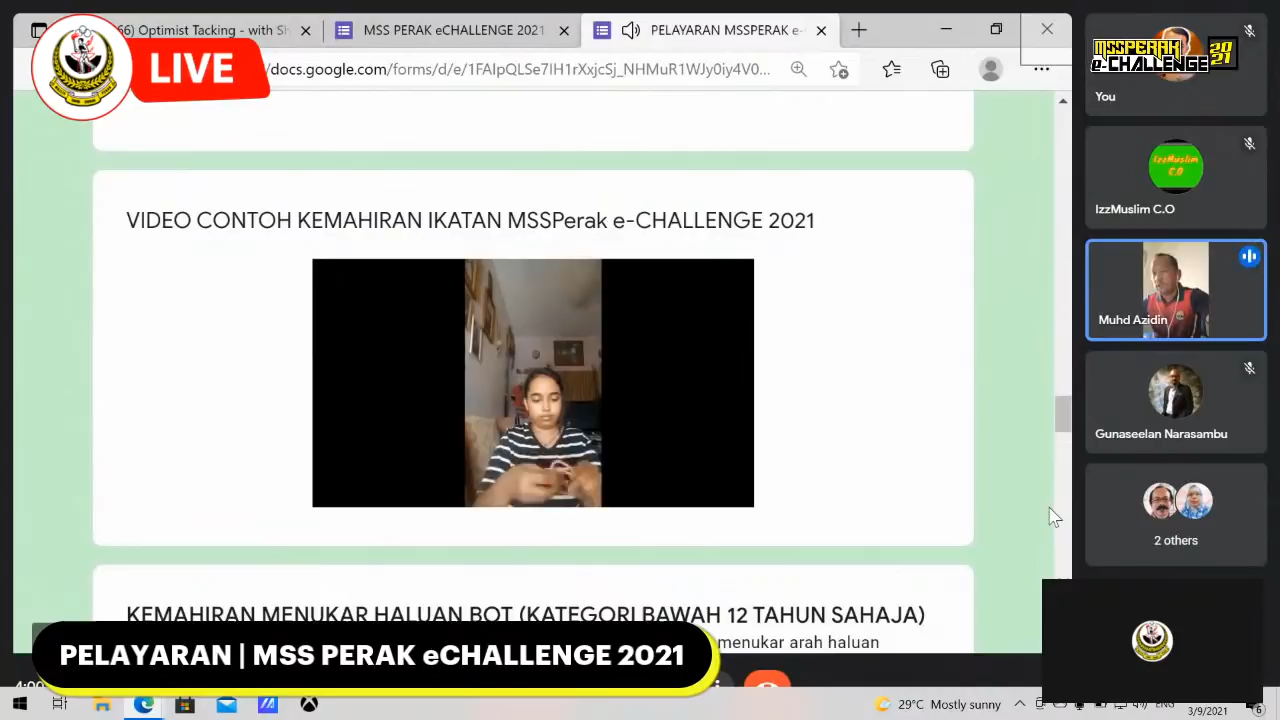 LIVE
66) Optimist Tacking - with Sh
MSS PERAK eCHALLENGE 2021
PELAYARAN MSSPERAK e-
docs.google.com/forms/d/e/1FAIpQLSe7IH1rXxjcSj_NHMuR1WJy0iy4V0...
MSSPERAK 2021
e-CHALLENGE
You
IzzMuslim C.O
IzzMuslim C.O
Muhd Azidin
Gunaseelan Narasambu
2 others
VIDEO CONTOH KEMAHIRAN IKATAN MSSPerak e-CHALLENGE 2021
KEMAHIRAN MENUKAR HALUAN BOT (KATEGORI BAWAH 12 TAHUN SAHAJA)
menukar arah haluan
PELAYARAN | MSS PERAK eCHALLENGE 2021
29°C Mostly sunny
3/9/2021
6